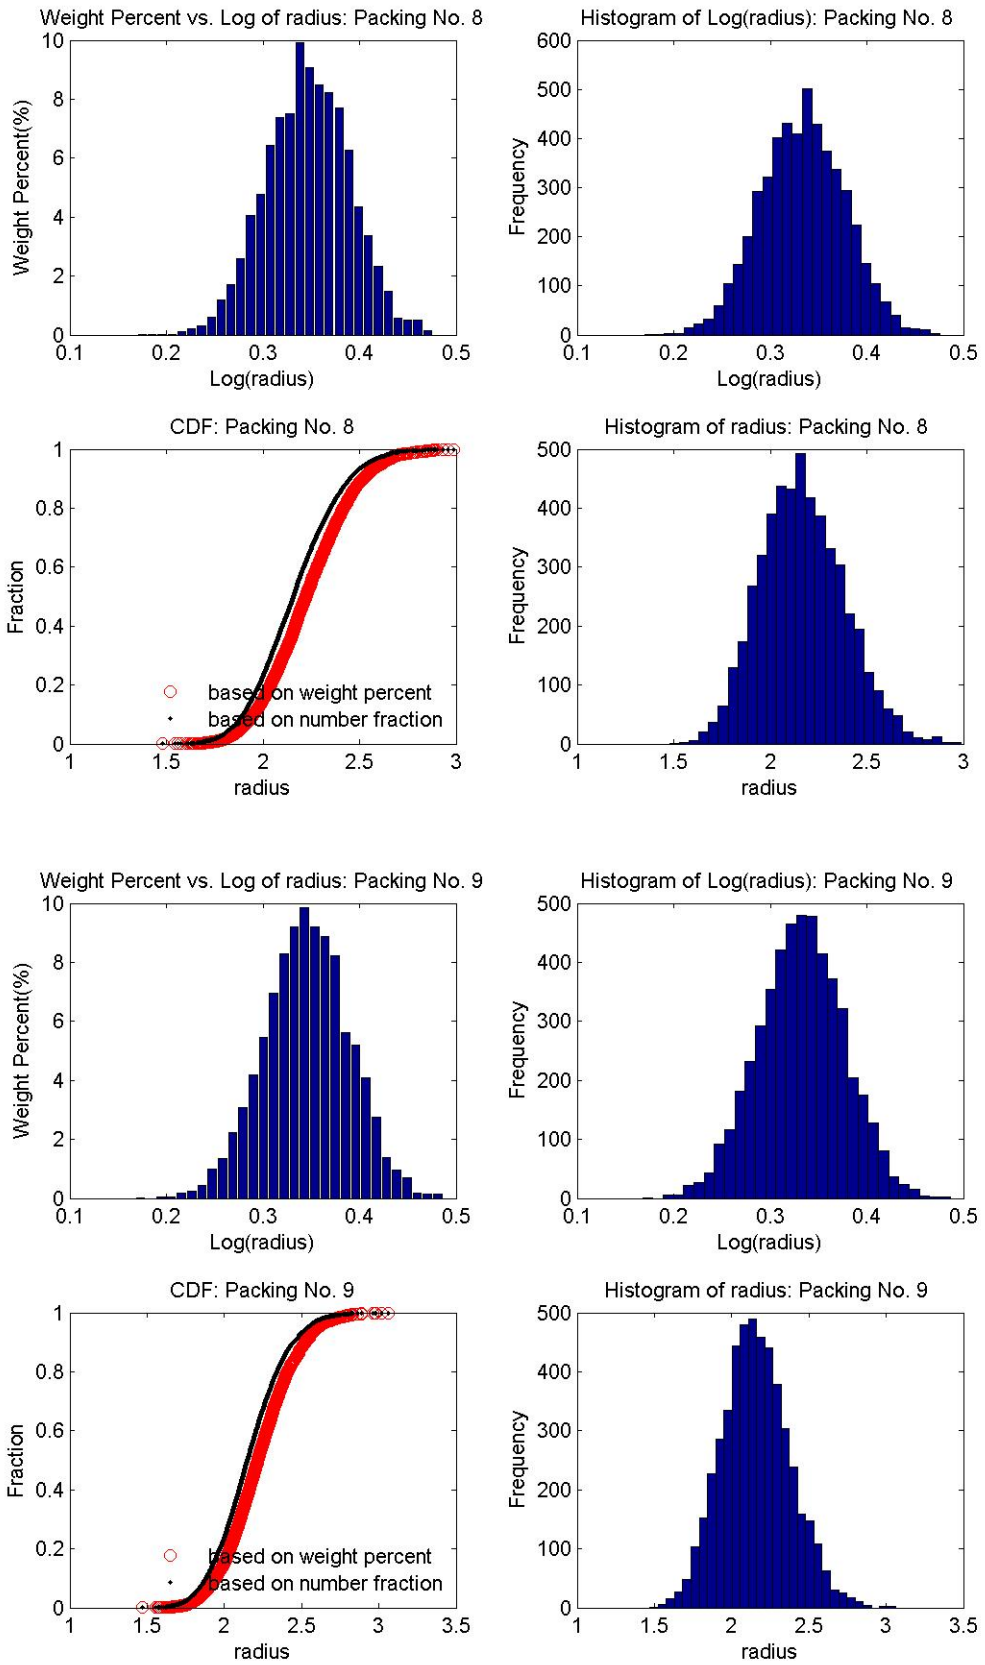 Weight Percent vs. Log of radius: Packing No. 8
Weight Percent(%)
10
8
6
4
2
0
0.1 0.2 0.3 0.4 0.5
Log(radius)
Histogram of Log(radius): Packing No. 8
Frequency
600
500
400
300
200
100
0
0.1 0.2 0.3 0.4 0.5
Log(radius)
CDF: Packing No. 8
Fraction
1
0.8
0.6
0.4
0.2
0
based on weight percent
based on number fraction
1 1.5 2 2.5 3
radius
Histogram of radius: Packing No. 8
Frequency
500
400
300
200
100
0
1 1.5 2 2.5 3
radius
Weight Percent vs. Log of radius: Packing No. 9
Weight Percent(%)
10
8
6
4
2
0
0.1 0.2 0.3 0.4 0.5
Log(radius)
Histogram of Log(radius): Packing No. 9
Frequency
500
400
300
200
100
0
0.1 0.2 0.3 0.4 0.5
Log(radius)
CDF: Packing No. 9
Fraction
1
0.8
0.6
0.4
0.2
0
based on weight percent
based on number fraction
1 1.5 2 2.5 3 3.5
radius
Histogram of radius: Packing No. 9
Frequency
500
400
300
200
100
0
1 1.5 2 2.5 3 3.5
radius